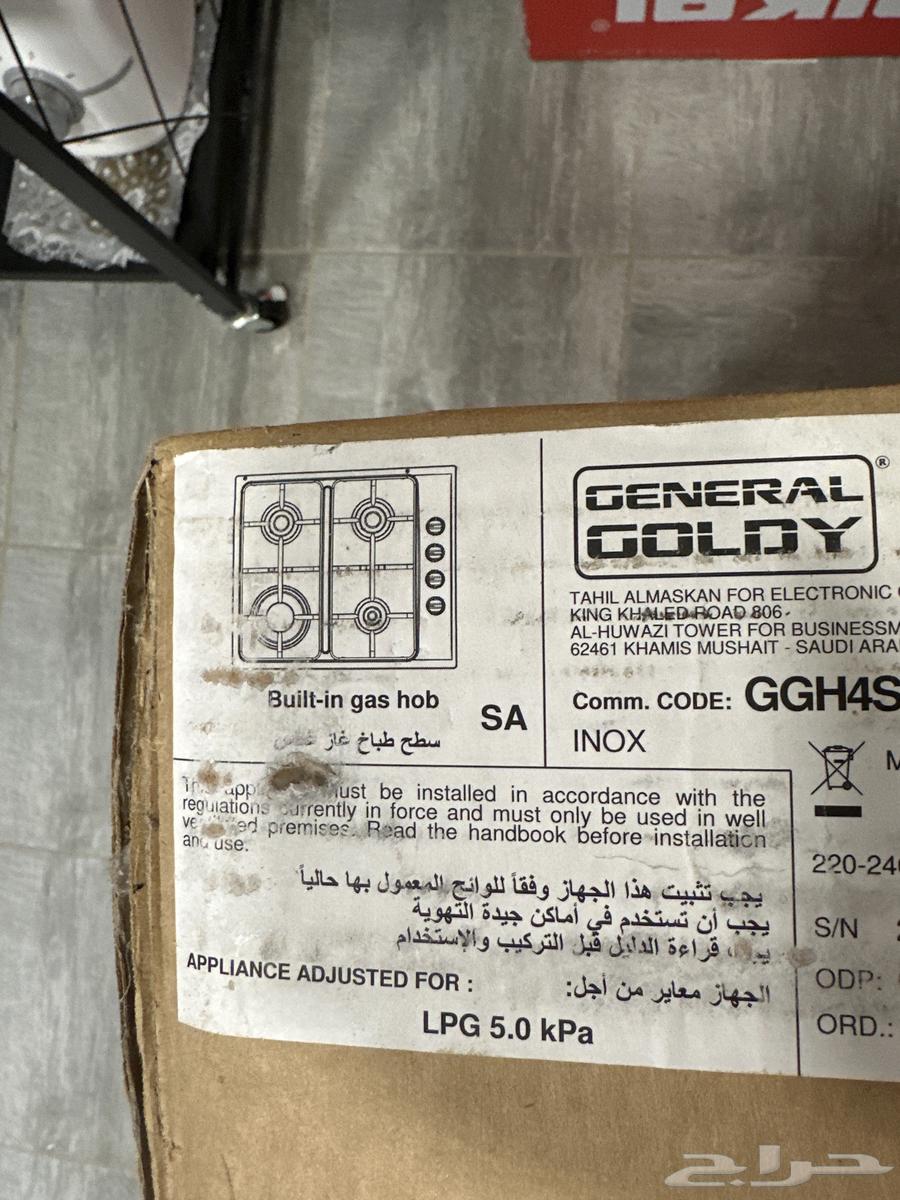 GENERAL
GOLDY
®
TAHIL ALMASKAN FOR ELECTRONIC
KING KHALED ROAD 806
AL-HUWAZI TOWER FOR BUSINESSM
62461 KHAMIS MUSHAIT - SAUDI ARA
Built-in gas hob
سطح طباخ غاز
SA
Comm. CODE: GGH4S
INOX
M
must be installed in accordance with the
regulations currently in force and must only be used in well
premises. Read the handbook before installation
and use.
يجب تثبيت هذا الجهاز وفقاً للوائح المعمول بها حالياً
يجب أن تستخدم في أماكن جيدة التهوية
قراءة الدليل قبل التركيب والإستخدام
APPLIANCE ADJUSTED FOR :
الجهاز معاير من أجل:
LPG 5.0 kPa
220-24
S/N
ODP:
ORD.:
حراج